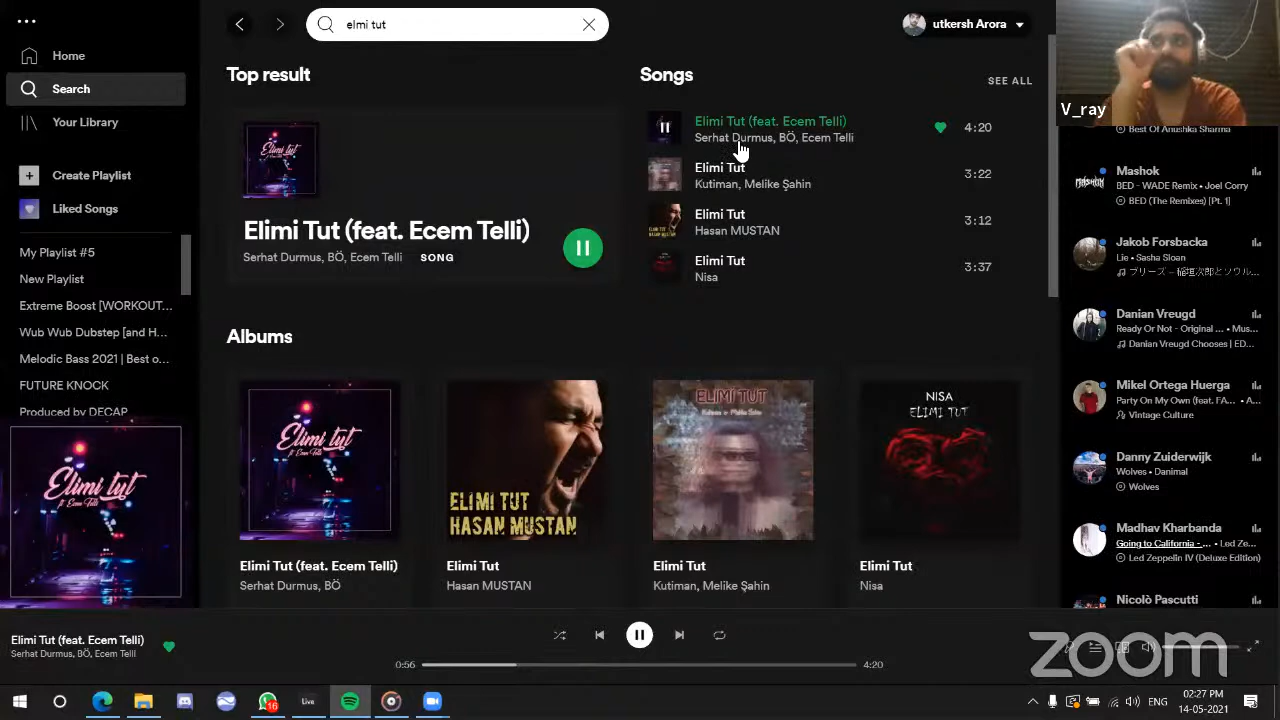 elmi tut
utkersh Arora
Home
Search
Your Library
Create Playlist
Liked Songs
My Playlist #5
New Playlist
Extreme Boost [WORKOUT...
Wub Wub Dubstep [and H...
Melodic Bass 2021 | Best o...
FUTURE KNOCK
Produced by DECAP
Elimi tut
ft Ecem Telli
Elimi Tut (feat. Ecem Telli)
Serhat Durmus, BÖ, Ecem Telli
Top result
Elimi tut
Elimi Tut (feat. Ecem Telli)
Serhat Durmus, BÖ, Ecem Telli SONG
Songs
SEE ALL
Elimi Tut (feat. Ecem Telli)
Serhat Durmus, BÖ, Ecem Telli
4:20
Elimi Tut
Kutiman, Melike Şahin
3:22
Elimi Tut
Hasan MUSTAN
3:12
Elimi Tut
Nisa
3:37
Albums
Elimi tut
ft Ecem Telli
Elimi Tut (feat. Ecem Telli)
Serhat Durmus, BÖ
ELIMI TUT
HASAN MUSTAN
Elimi Tut
Hasan MUSTAN
ELIMI TUT
Kutiman & Melike Şahin
Elimi Tut
Kutiman, Melike Şahin
NISA
ELIMI TUT
Elimi Tut
Nisa
V_ray
Best Of Anushka Sharma
Mashok
BED - WADE Remix • Joel Corry
BED (The Remixes) [Pt. 1]
Jakob Forsbacka
Lie • Sasha Sloan
Danian Vreugd
Ready Or Not - Original ... • Mus...
Danian Vreugd Chooses | ED...
Mikel Ortega Huerga
Party On My Own (feat. FA... • A...
Vintage Culture
Danny Zuiderwijk
Wolves • Danimal
Wolves
Madhav Kharbanda
Going to California -... • Led Ze...
Led Zeppelin IV (Deluxe Edition)
Nicolò Pascutti
0:56
4:20
zoom
16
Live
ENG
02:27 PM
14-05-2021